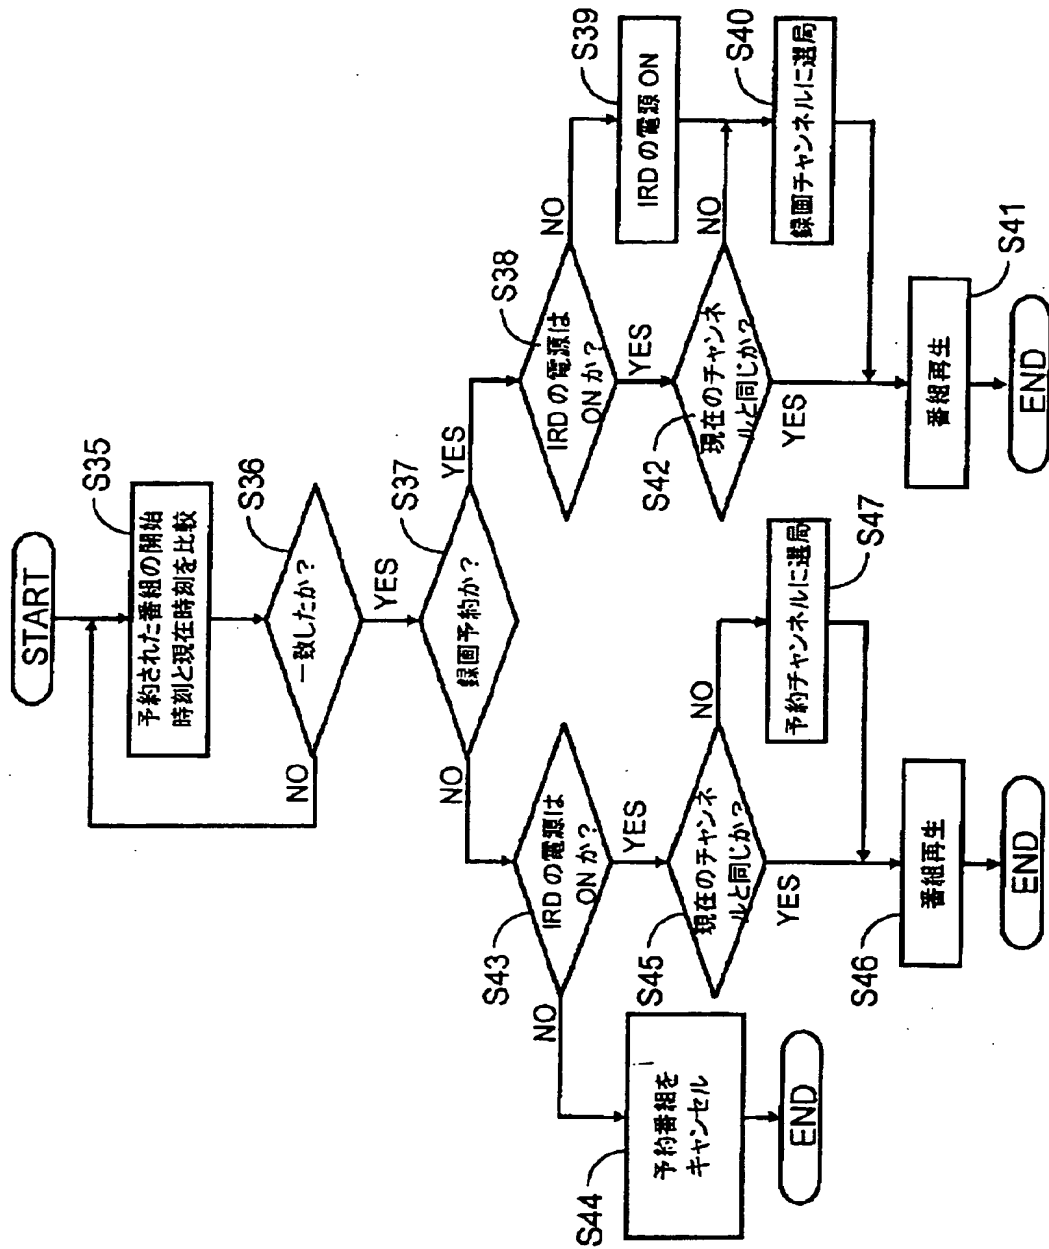 START
予約された番組の開始
時刻と現在時刻を比較
S35
一致したか?
S36
NO
YES
録画予約か?
S37
NO
YES
IRDの電源は
ONか?
S43
NO
YES
IRDの電源は
ONか?
S38
NO
YES
予約番組を
キャンセル
S44
END
現在のチャンネ
ルと同じか?
S45
NO
YES
予約チャンネルに選局
S47
番組再生
S46
END
IRDの電源ON
S39
現在のチャンネ
ルと同じか?
S42
NO
YES
録画チャンネルに選局
S40
番組再生
S41
END